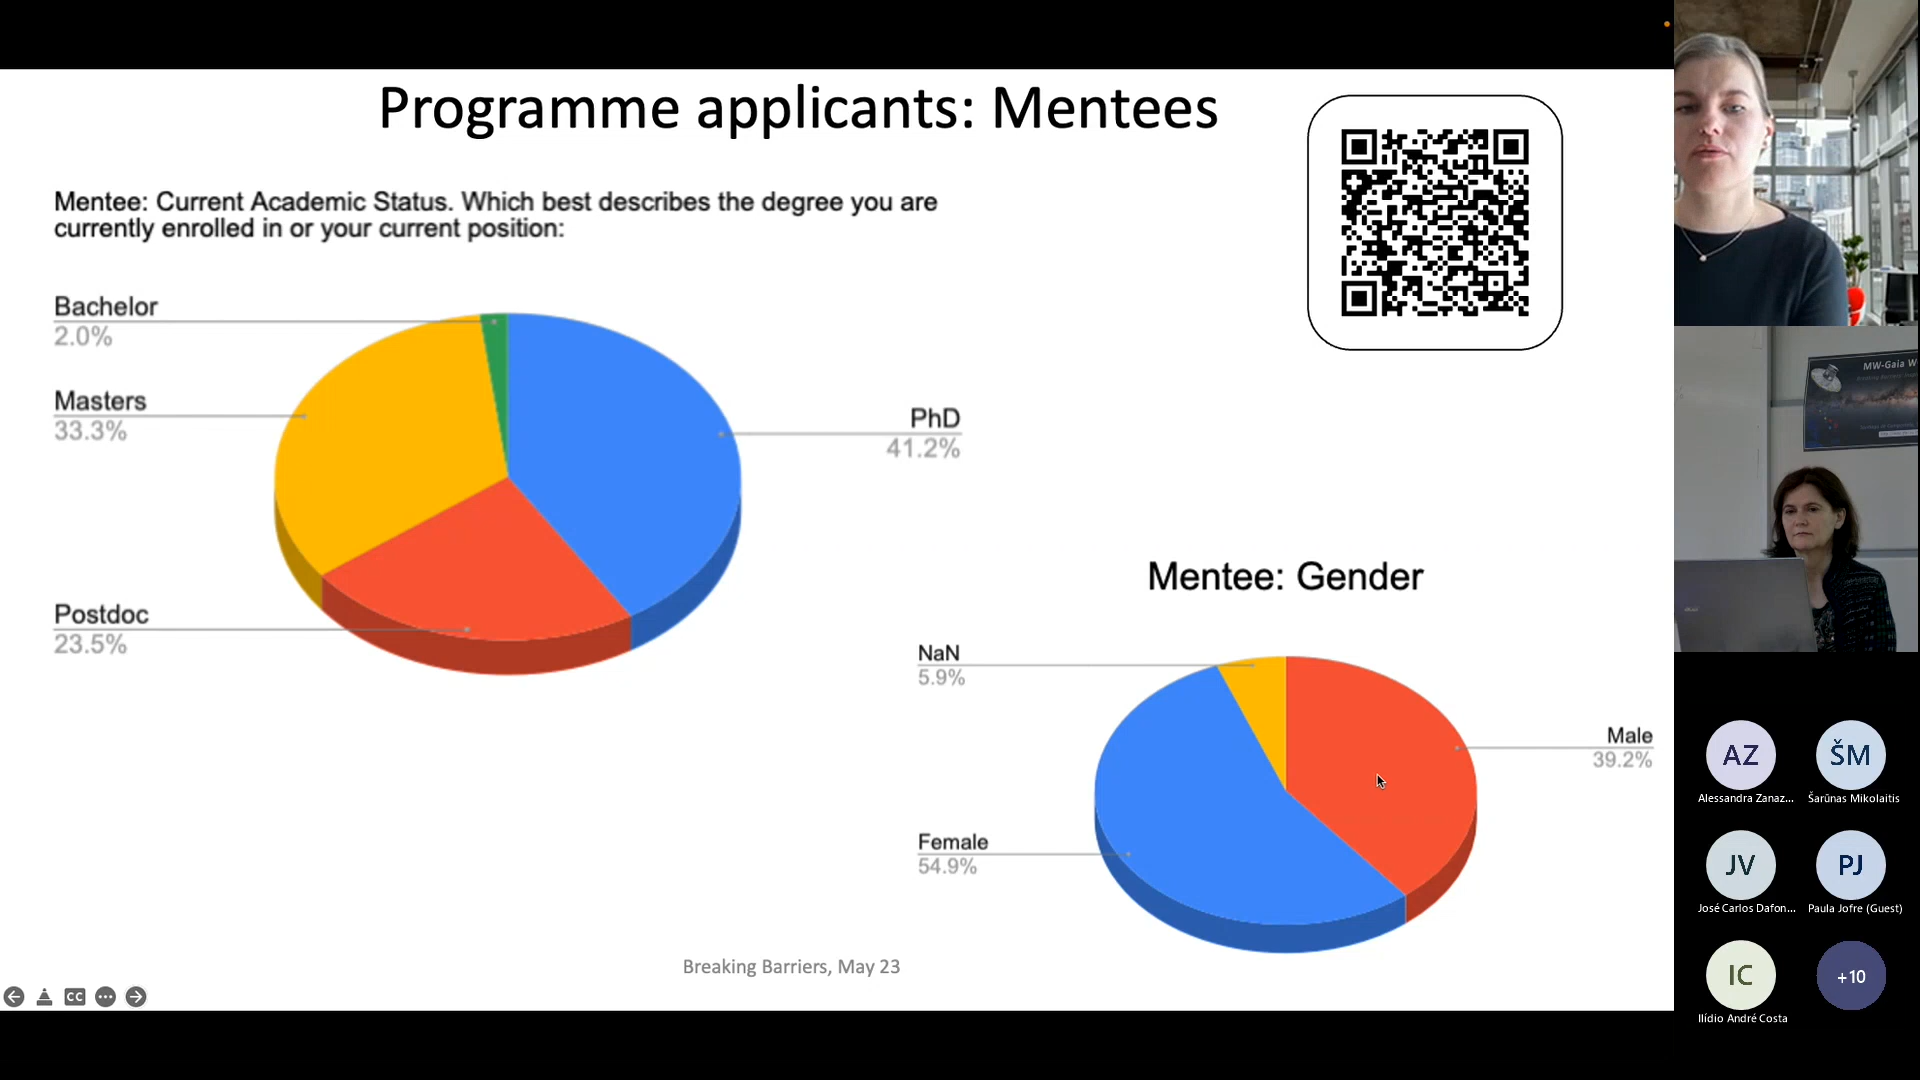 Programme applicants: Mentees
Mentee: Current Academic Status. Which best describes the degree you are
currently enrolled in or your current position:
Bachelor
2.0%
Masters
33.3%
PhD
41.2%
Postdoc
23.5%
Mentee: Gender
NaN
5.9%
Male
39.2%
Female
54.9%
Breaking Barriers, May 23
CC
MW-Gaia W
AZ
Alessandra Zanaz...
ŠM
Šarūnas Mikolaitis
JV
José Carlos Dafon...
PJ
Paula Jofre (Guest)
IC
Ilídio André Costa
+10